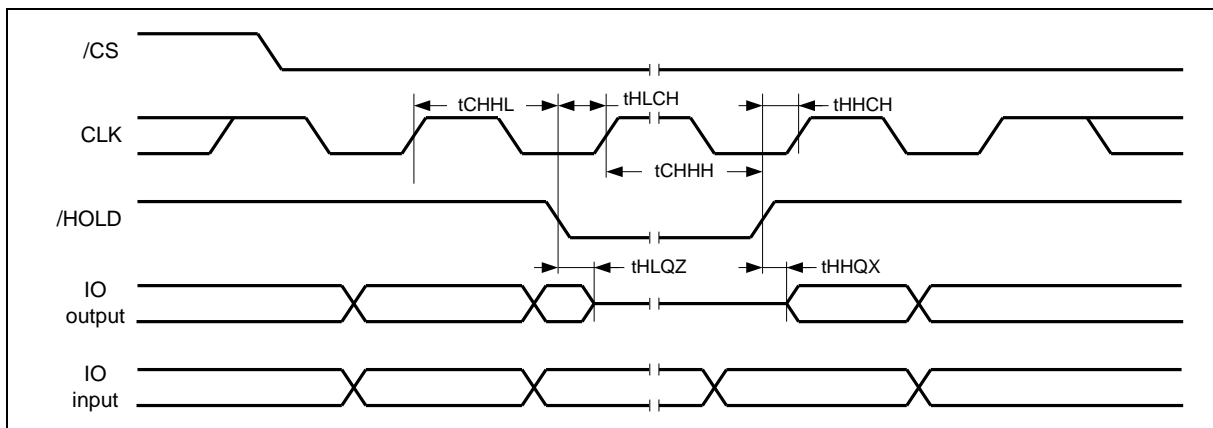 /CS
CLK
tCHHL
tHLCH
tHHCH
tCHHH
/HOLD
tHLQZ
tHHQX
IO
output
IO
input